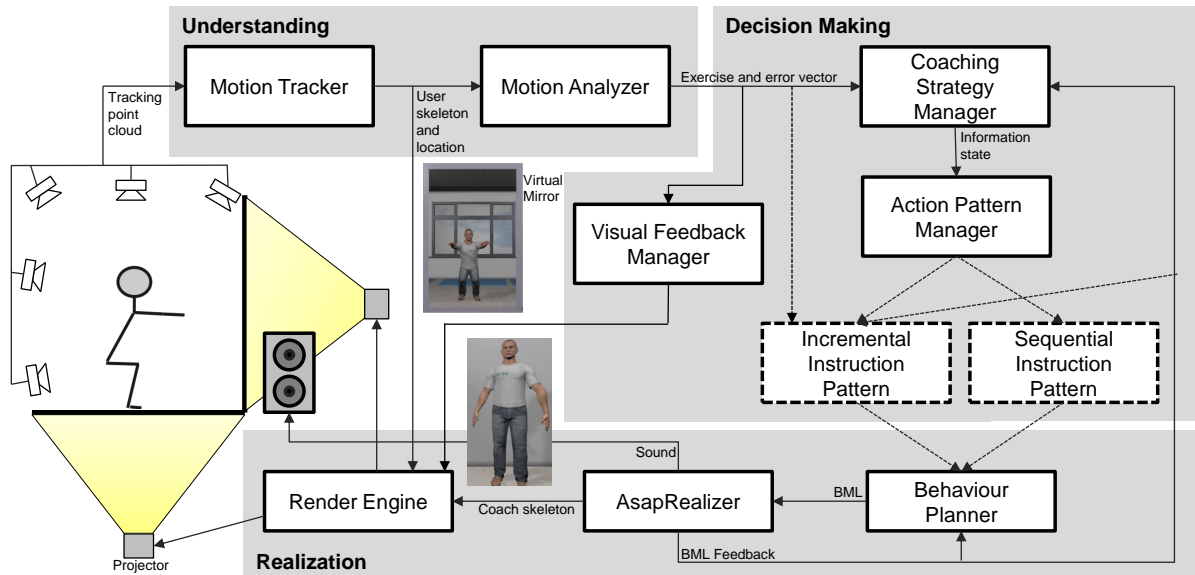 Understanding
Decision Making
Motion Tracker
Motion Analyzer
Exercise and error vector
Coaching
Strategy
Manager
Tracking
point
cloud
User
skeleton
and
location
Information
state
Virtual
Mirror
Action Pattern
Manager
Visual Feedback
Manager
Incremental
Instruction
Pattern
Sequential
Instruction
Pattern
Sound
Render Engine
Coach skeleton
AsapRealizer
BML
Behaviour
Planner
BML Feedback
Projector
Realization